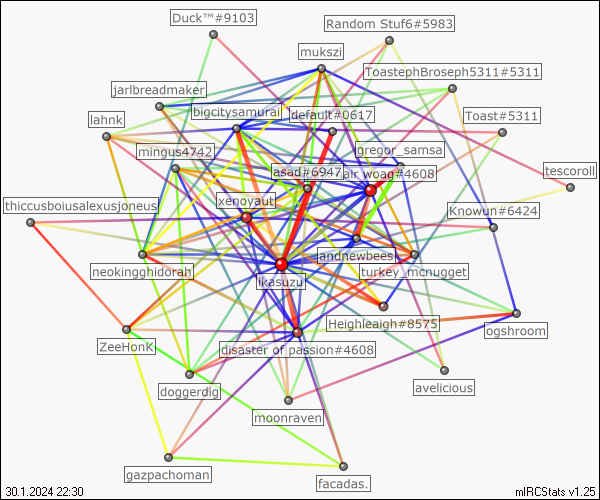 Duck™#9103
Random Stuf6#5983
mukszi
ToastephBroseph5311#5311
jarlbreadmaker
bigcitysamurai
default#0617
Toast#5311
lahnk
gregor_samsa
mingus4742
asad#6947
air woag#4608
tescoroll
xenoyaut
thiccusboiusalexusjoneus
Knowun#6424
andnewbees
neokingghidorah
ikasuzu
turkey_mcnugget
Heighleaigh#8575
ogshroom
ZeeHonK
disaster of passion#4608
doggerdig
avelicious
moonraven
gazpachoman
facadas.
30.1.2024 22:30
mIRCStats v1.25